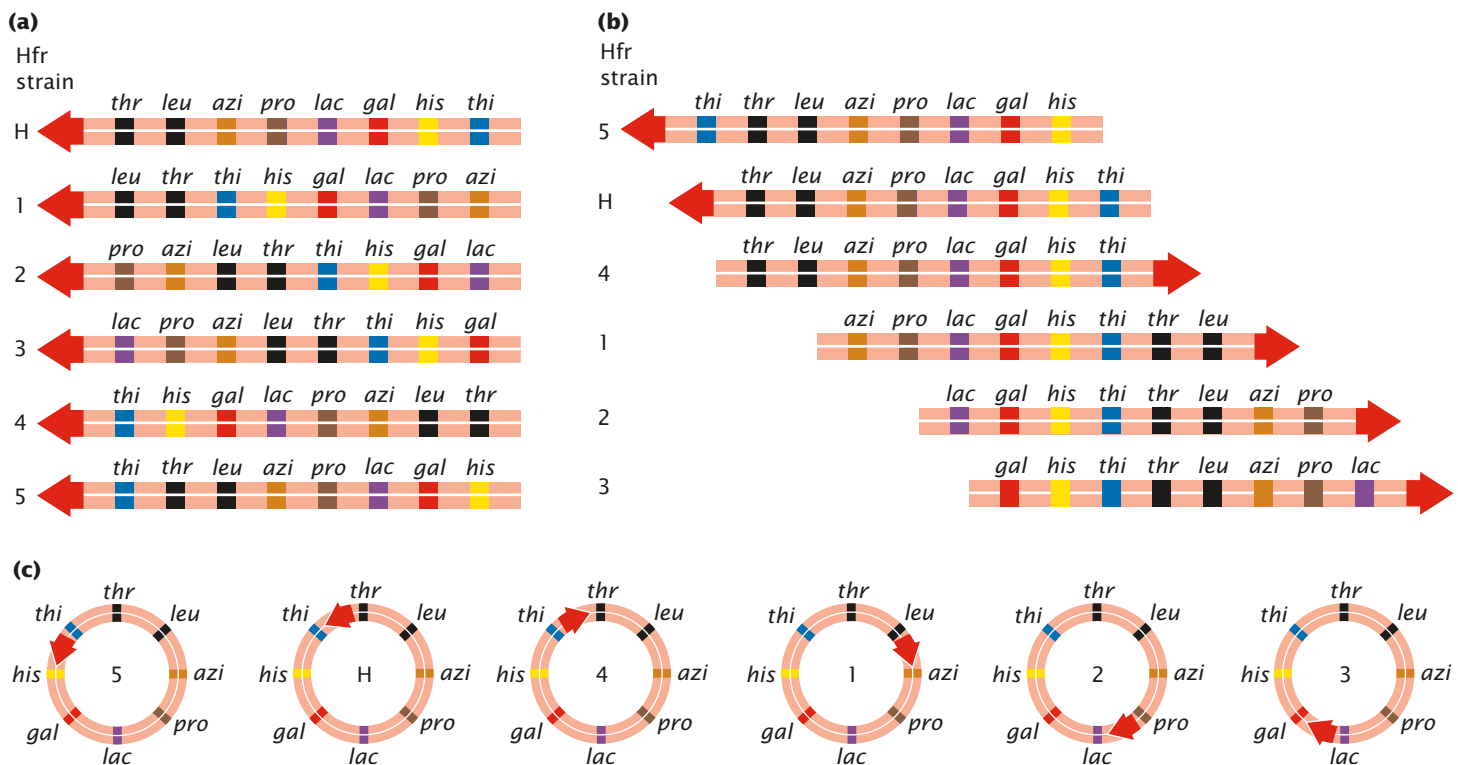 (a)
Hfr
strain
thr leu azi pro lac gal his thi
H
leu thr thi his gal lac pro azi
1
pro azi leu thr thi his gal lac
2
lac pro azi leu thr thi his gal
3
thi his gal lac pro azi leu thr
4
thi thr leu azi pro lac gal his
5
(b)
Hfr
strain
thi thr leu azi pro lac gal his
5
thr leu azi pro lac gal his thi
H
thr leu azi pro lac gal his thi
4
azi pro lac gal his thi thr leu
1
lac gal his thi thr leu azi pro
2
gal his thi thr leu azi pro lac
3
(c)
thr
thi leu
his 5 azi
gal pro
lac
thr
thi leu
his H azi
gal pro
lac
thr
thi leu
his 4 azi
gal pro
lac
thr
thi leu
his 1 azi
gal pro
lac
thr
thi leu
his 2 azi
gal pro
lac
thr
thi leu
his 3 azi
gal pro
lac